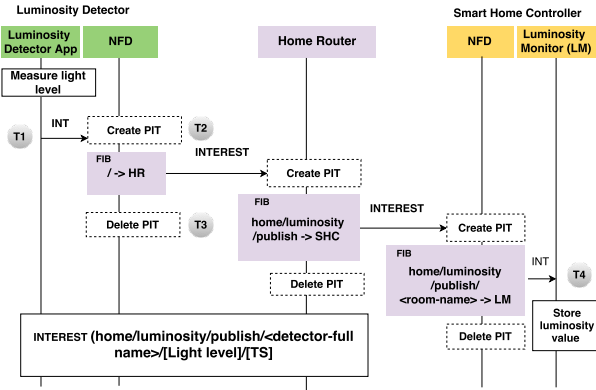 Luminosity Detector
Smart Home Controller
Luminosity
Detector App
NFD
Home Router
NFD
Luminosity
Monitor (LM)
Measure light
level
T1
INT
Create PIT
T2
FIB
/ -> HR
INTEREST
Create PIT
Delete PIT
T3
FIB
home/luminosity
/publish -> SHC
INTEREST
Create PIT
Delete PIT
FIB
home/luminosity
/publish/
<room-name> -> LM
INT
T4
Store
luminosity
value
Delete PIT
INTEREST (home/luminosity/publish/<detector-full
name>/[Light level]/[TS]